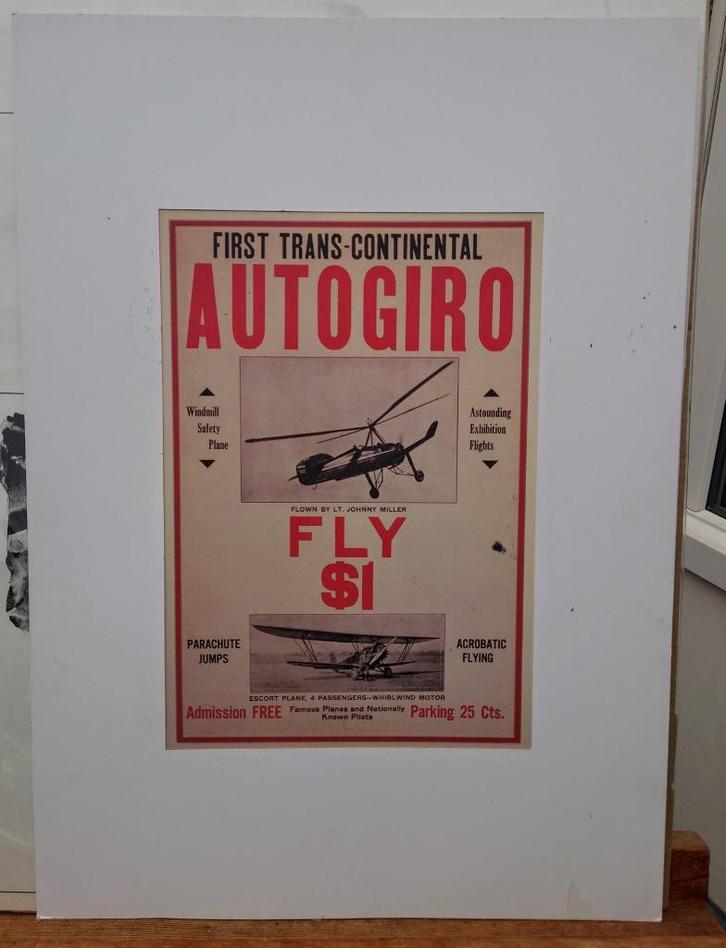 FIRST TRANS-CONTINENTAL
AUTOGIRO
Windmill
Safety
Plane
Astounding
Exhibition
Flights
FLOWN BY LT. JOHNNY MILLER
FLY
$1
PARACHUTE
JUMPS
ACROBATIC
FLYING
ESCORT PLANE, 4 PASSENGERS—WHIRLWIND MOTOR
Admission FREE
Famous Planes and Nationally
Known Pilots
Parking 25 Cts.